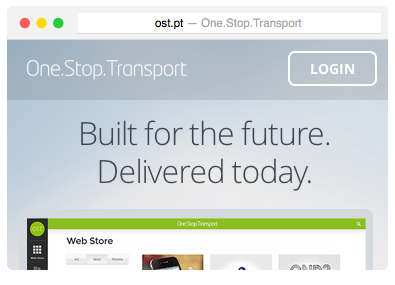 ost.pt — One.Stop.Transport
One.Stop.Transport
LOGIN
Built for the future.
Delivered today.
One.Stop.Transport
OST
Web Store
Web Store
All
Web
Mobile